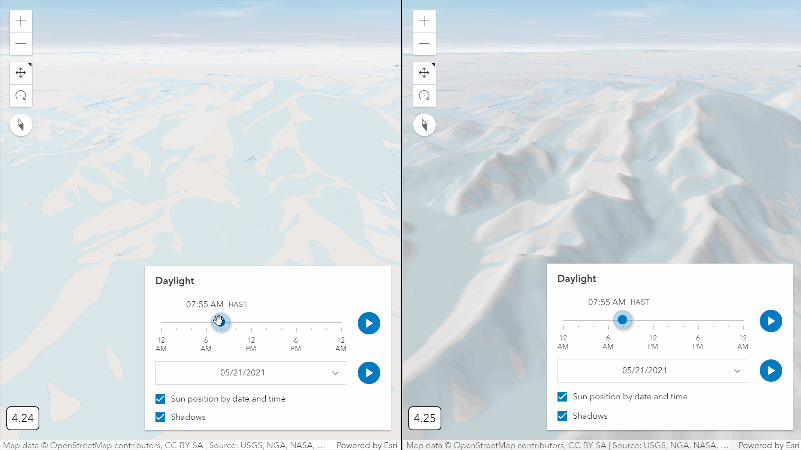 Daylight
07:55 AM HAST
12 AM 6 AM 12 PM 6 PM 12 AM
05/21/2021
Sun position by date and time
Shadows
4.24
Map data © OpenStreetMap contributors, CC BY-SA | Source: USGS, NGA, NASA, … Powered by Esri
Daylight
07:55 AM HAST
12 AM 6 AM 12 PM 6 PM 12 AM
05/21/2021
Sun position by date and time
Shadows
4.25
Map data © OpenStreetMap contributors, CC BY-SA | Source: USGS, NGA, NASA, … Powered by Esri